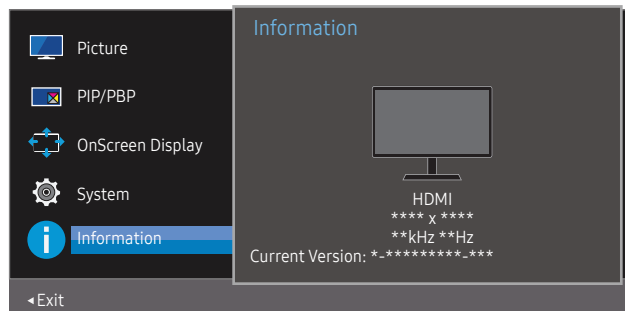 Picture
PIP/PBP
OnScreen Display
System
Information
Information
HDMI
**** x ****
**kHz **Hz
Current Version: *-*********-***
◂Exit